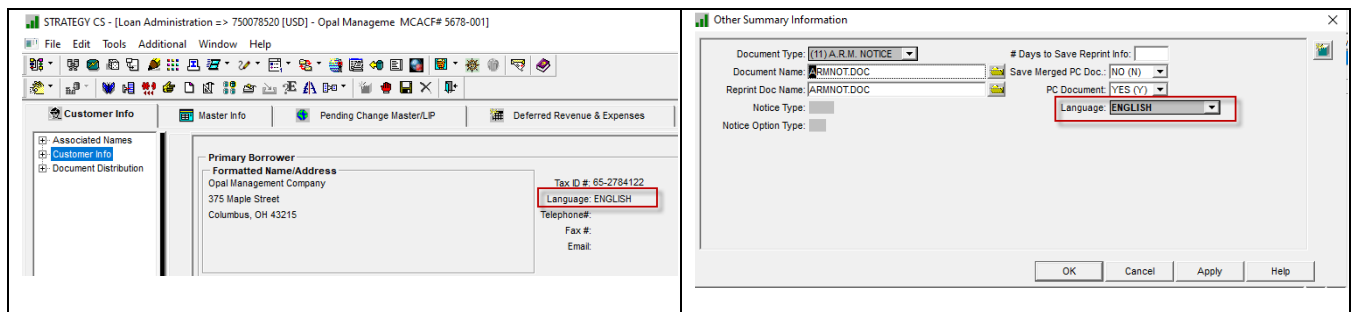 STRATEGY CS - [Loan Administration => 750078520 [USD] - Opal Manageme MCACF# 5678-001]
File Edit Tools Additional Window Help
Customer Info
Master Info
Pending Change Master/LIP
Deferred Revenue & Expenses
Associated Names
Customer Info
Document Distribution
Primary Borrower
Formatted Name/Address
Opal Management Company
375 Maple Street
Columbus, OH 43215
Tax ID #: 65-2784122
Language: ENGLISH
Telephone#:
Fax #:
Email:
Other Summary Information
Document Type: (11) A.R.M. NOTICE
Document Name: ARMNOT.DOC
Reprint Doc Name: ARMNOT.DOC
Notice Type:
Notice Option Type:
# Days to Save Reprint Info:
Save Merged PC Doc.: NO (N)
PC Document: YES (Y)
Language: ENGLISH
OK Cancel Apply Help